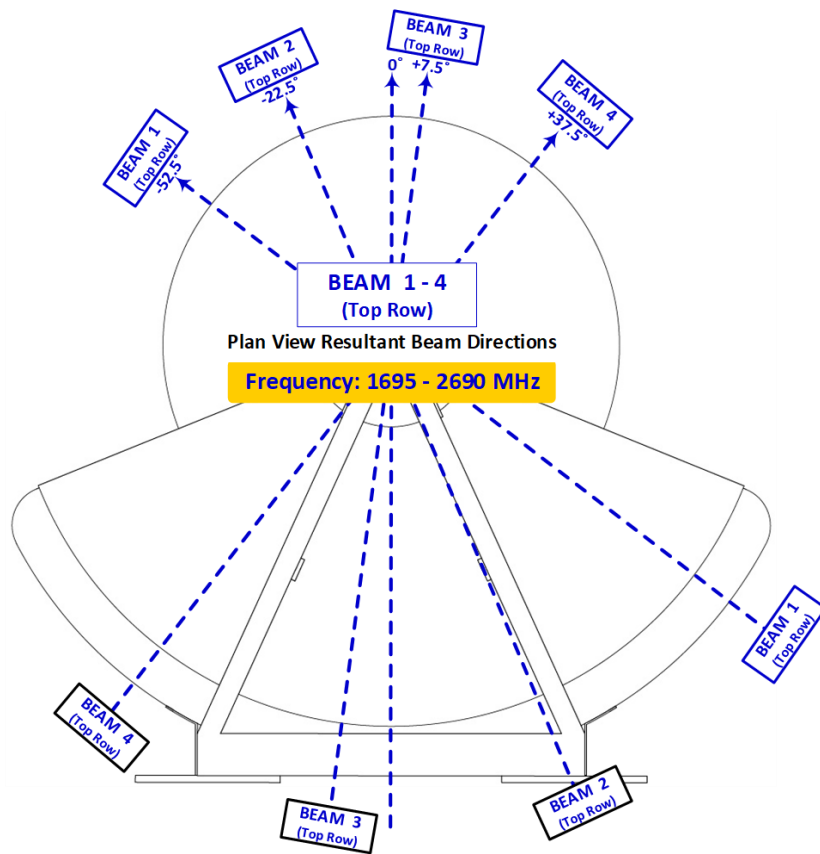 BEAM 3
(Top Row)
0° +7.5°
BEAM 2
(Top Row)
-22.5°
BEAM 4
(Top Row)
+37.5°
BEAM 1
(Top Row)
-52.5°
BEAM 1 - 4
(Top Row)
Plan View Resultant Beam Directions
Frequency: 1695 - 2690 MHz
BEAM 1
(Top Row)
BEAM 4
(Top Row)
BEAM 3
(Top Row)
BEAM 2
(Top Row)